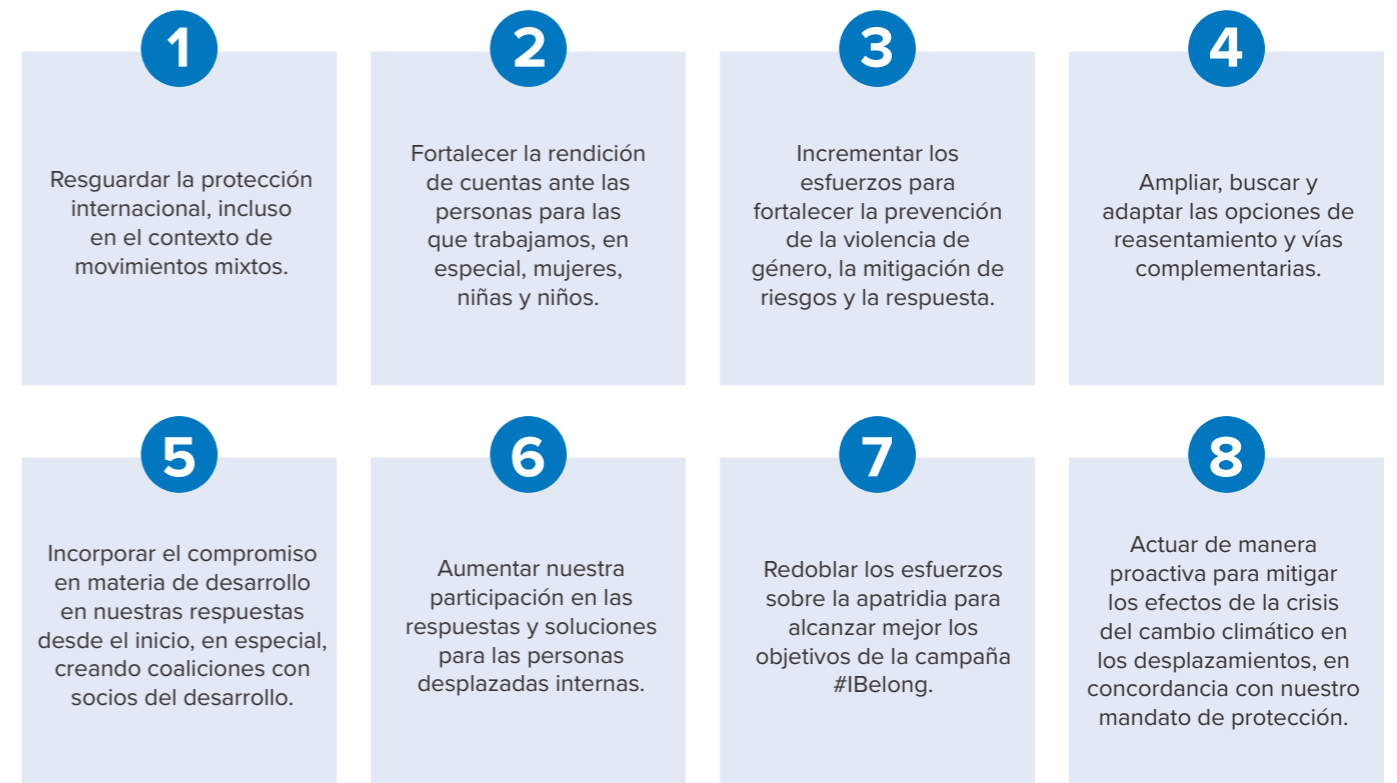 1
Resguardar la protección
internacional, incluso
en el contexto de
movimientos mixtos.
2
Fortalecer la rendición
de cuentas ante las
personas para las
que trabajamos, en
especial, mujeres,
niñas y niños.
3
Incrementar los
esfuerzos para
fortalecer la prevención
de la violencia de
género, la mitigación de
riesgos y la respuesta.
4
Ampliar, buscar y
adaptar las opciones de
reasentamiento y vías
complementarias.
5
Incorporar el compromiso
en materia de desarrollo
en nuestras respuestas
desde el inicio, en especial,
creando coaliciones con
socios del desarrollo.
6
Aumentar nuestra
participación en las
respuestas y soluciones
para las personas
desplazadas internas.
7
Redoblar los esfuerzos
sobre la apatridia para
alcanzar mejor los
objetivos de la campaña
#IBelong.
8
Actuar de manera
proactiva para mitigar
los efectos de la crisis
del cambio climático en
los desplazamientos, en
concordancia con nuestro
mandato de protección.